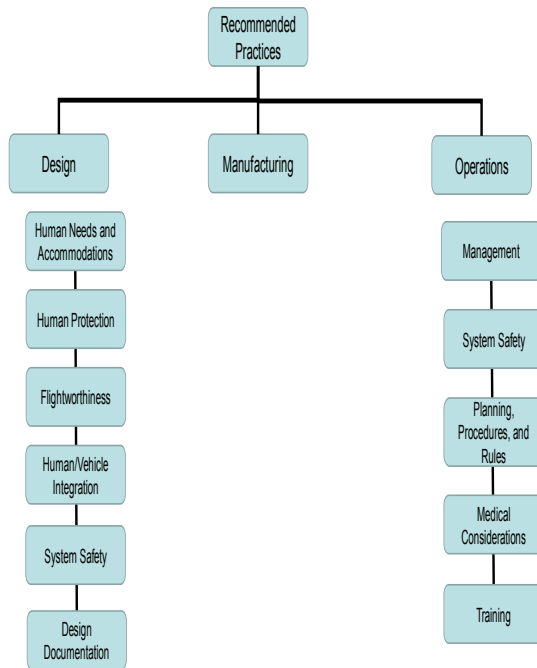 Recommended
Practices
Design
Manufacturing
Operations
Human Needs and
Accommodations
Human Protection
Flightworthiness
Human/Vehicle
Integration
System Safety
Design
Documentation
Management
System Safety
Planning,
Procedures, and
Rules
Medical
Considerations
Training